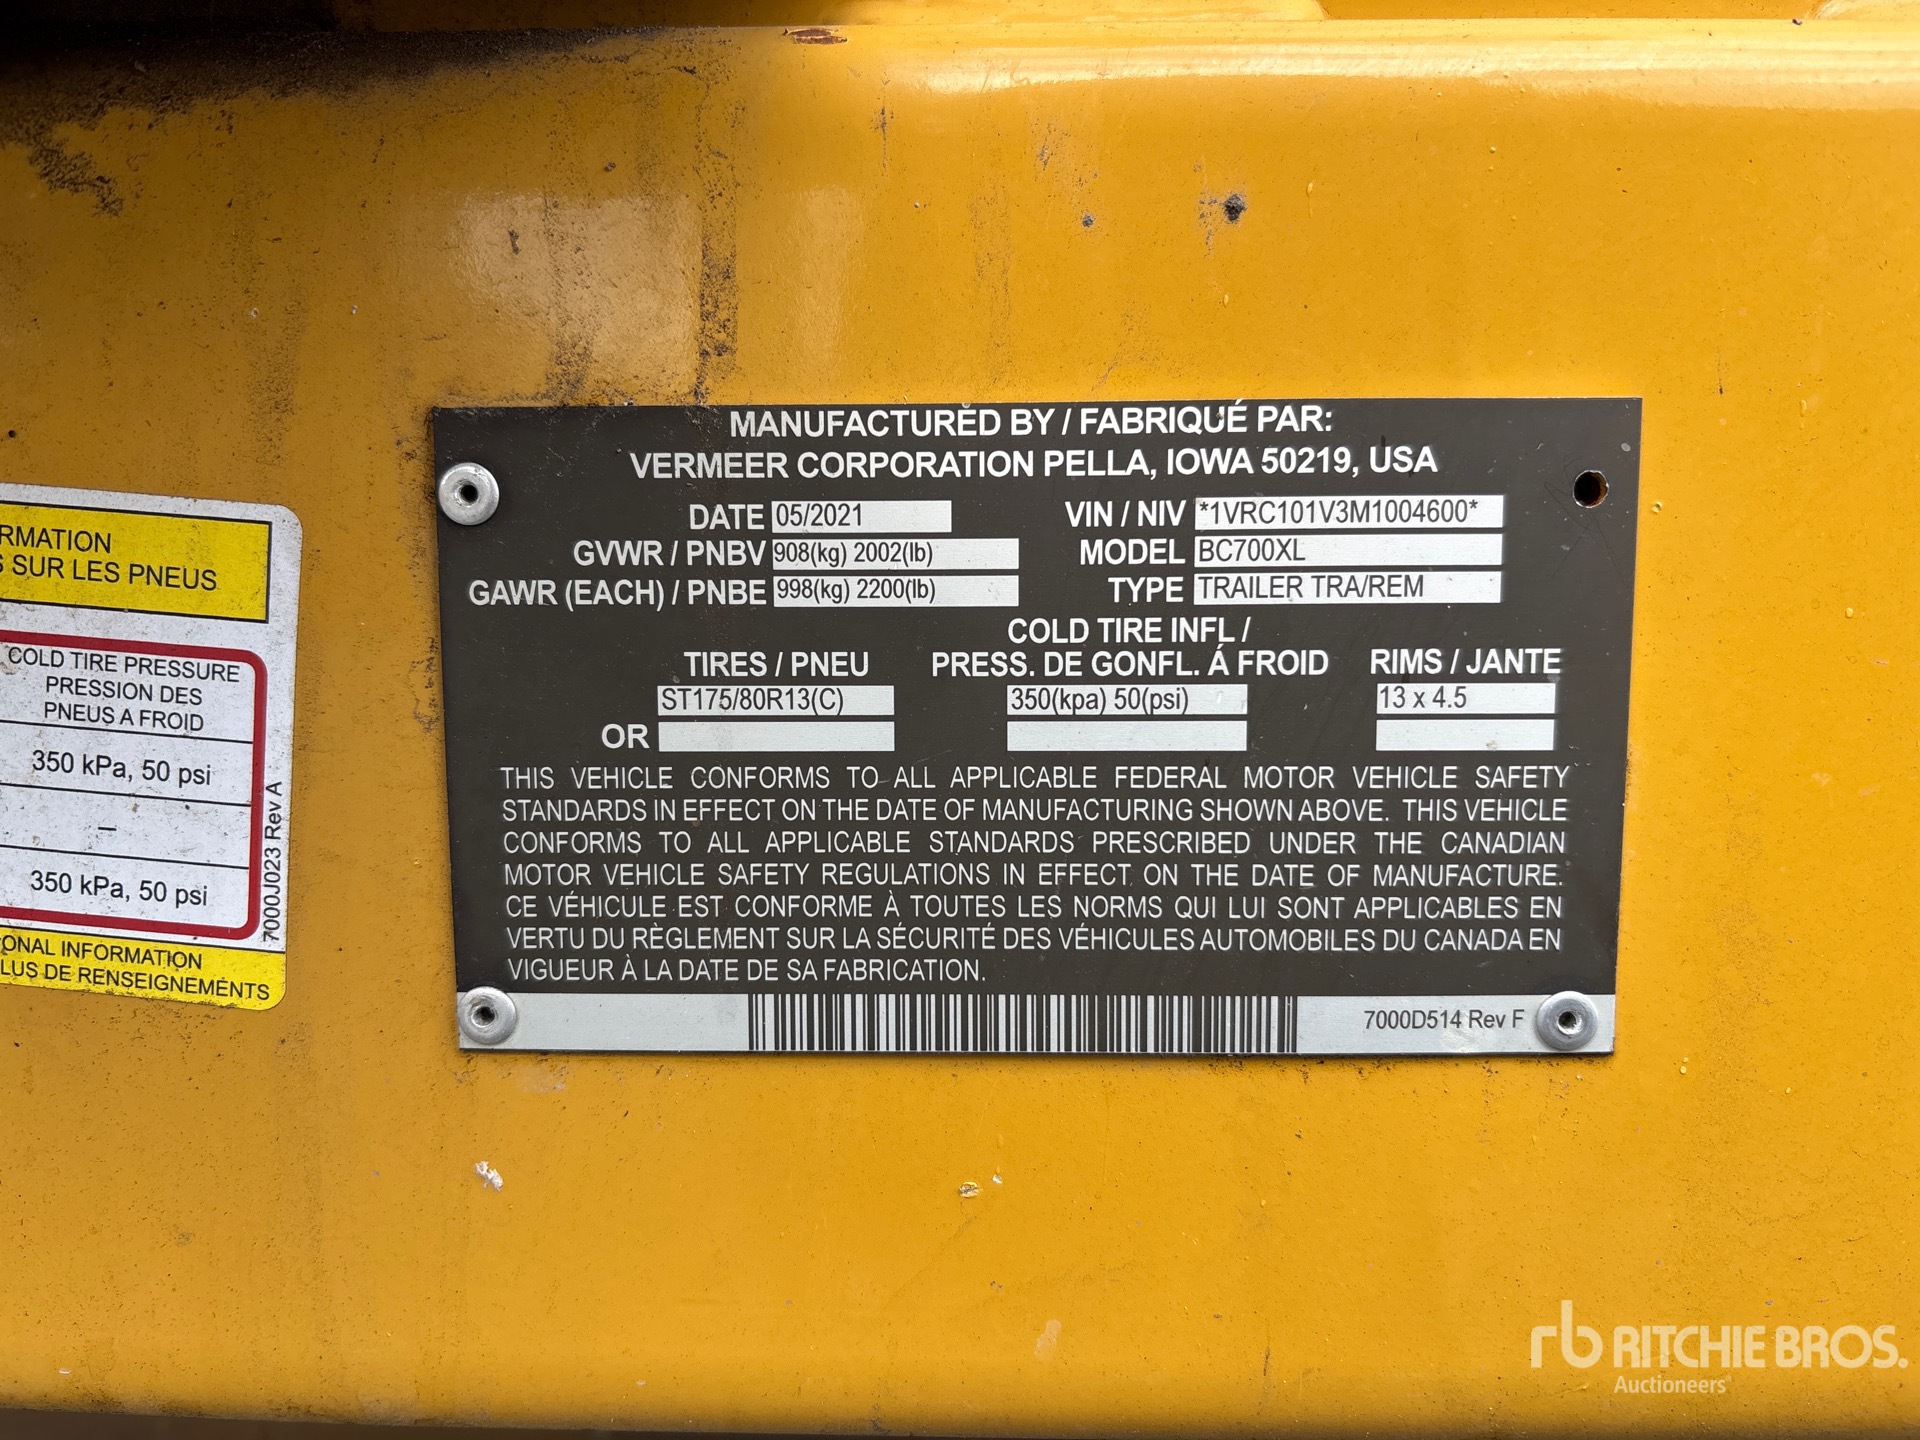 RMATION
S SUR LES PNEUS
COLD TIRE PRESSURE
PRESSION DES
PNEUS A FROID
350 kPa, 50 psi
–
350 kPa, 50 psi
7000J023 Rev A
ONAL INFORMATION
LUS DE RENSEIGNEMENTS
MANUFACTURED BY / FABRIQUÉ PAR:
VERMEER CORPORATION PELLA, IOWA 50219, USA
DATE 05/2021 VIN / NIV *1VRC101V3M1004600*
GVWR / PNBV 908(kg) 2002(lb) MODEL BC700XL
GAWR (EACH) / PNBE 998(kg) 2200(lb) TYPE TRAILER TRA/REM
COLD TIRE INFL /
TIRES / PNEU PRESS. DE GONFL. Á FROID RIMS / JANTE
ST175/80R13(C) 350(kpa) 50(psi) 13 x 4.5
OR
THIS VEHICLE CONFORMS TO ALL APPLICABLE FEDERAL MOTOR VEHICLE SAFETY
STANDARDS IN EFFECT ON THE DATE OF MANUFACTURING SHOWN ABOVE. THIS VEHICLE
CONFORMS TO ALL APPLICABLE STANDARDS PRESCRIBED UNDER THE CANADIAN
MOTOR VEHICLE SAFETY REGULATIONS IN EFFECT ON THE DATE OF MANUFACTURE.
CE VÉHICULE EST CONFORME À TOUTES LES NORMS QUI LUI SONT APPLICABLES EN
VERTU DU RÈGLEMENT SUR LA SÉCURITÉ DES VÉHICULES AUTOMOBILES DU CANADA EN
VIGUEUR À LA DATE DE SA FABRICATION.
7000D514 Rev F
rb RITCHIE BROS.
Auctioneers